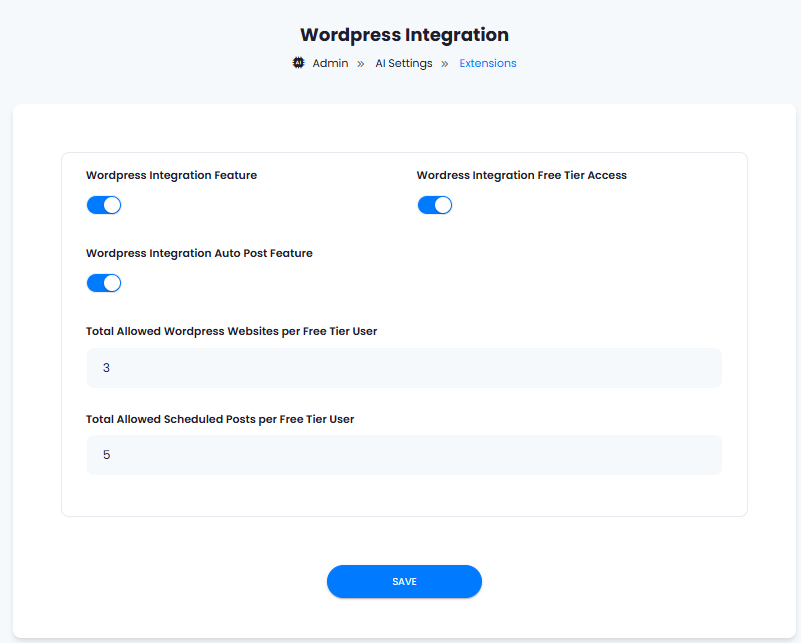 Wordpress Integration
Admin » AI Settings » Extensions
Wordpress Integration Feature
Wordress Integration Free Tier Access
Wordpress Integration Auto Post Feature
Total Allowed Wordpress Websites per Free Tier User
3
Total Allowed Scheduled Posts per Free Tier User
5
SAVE